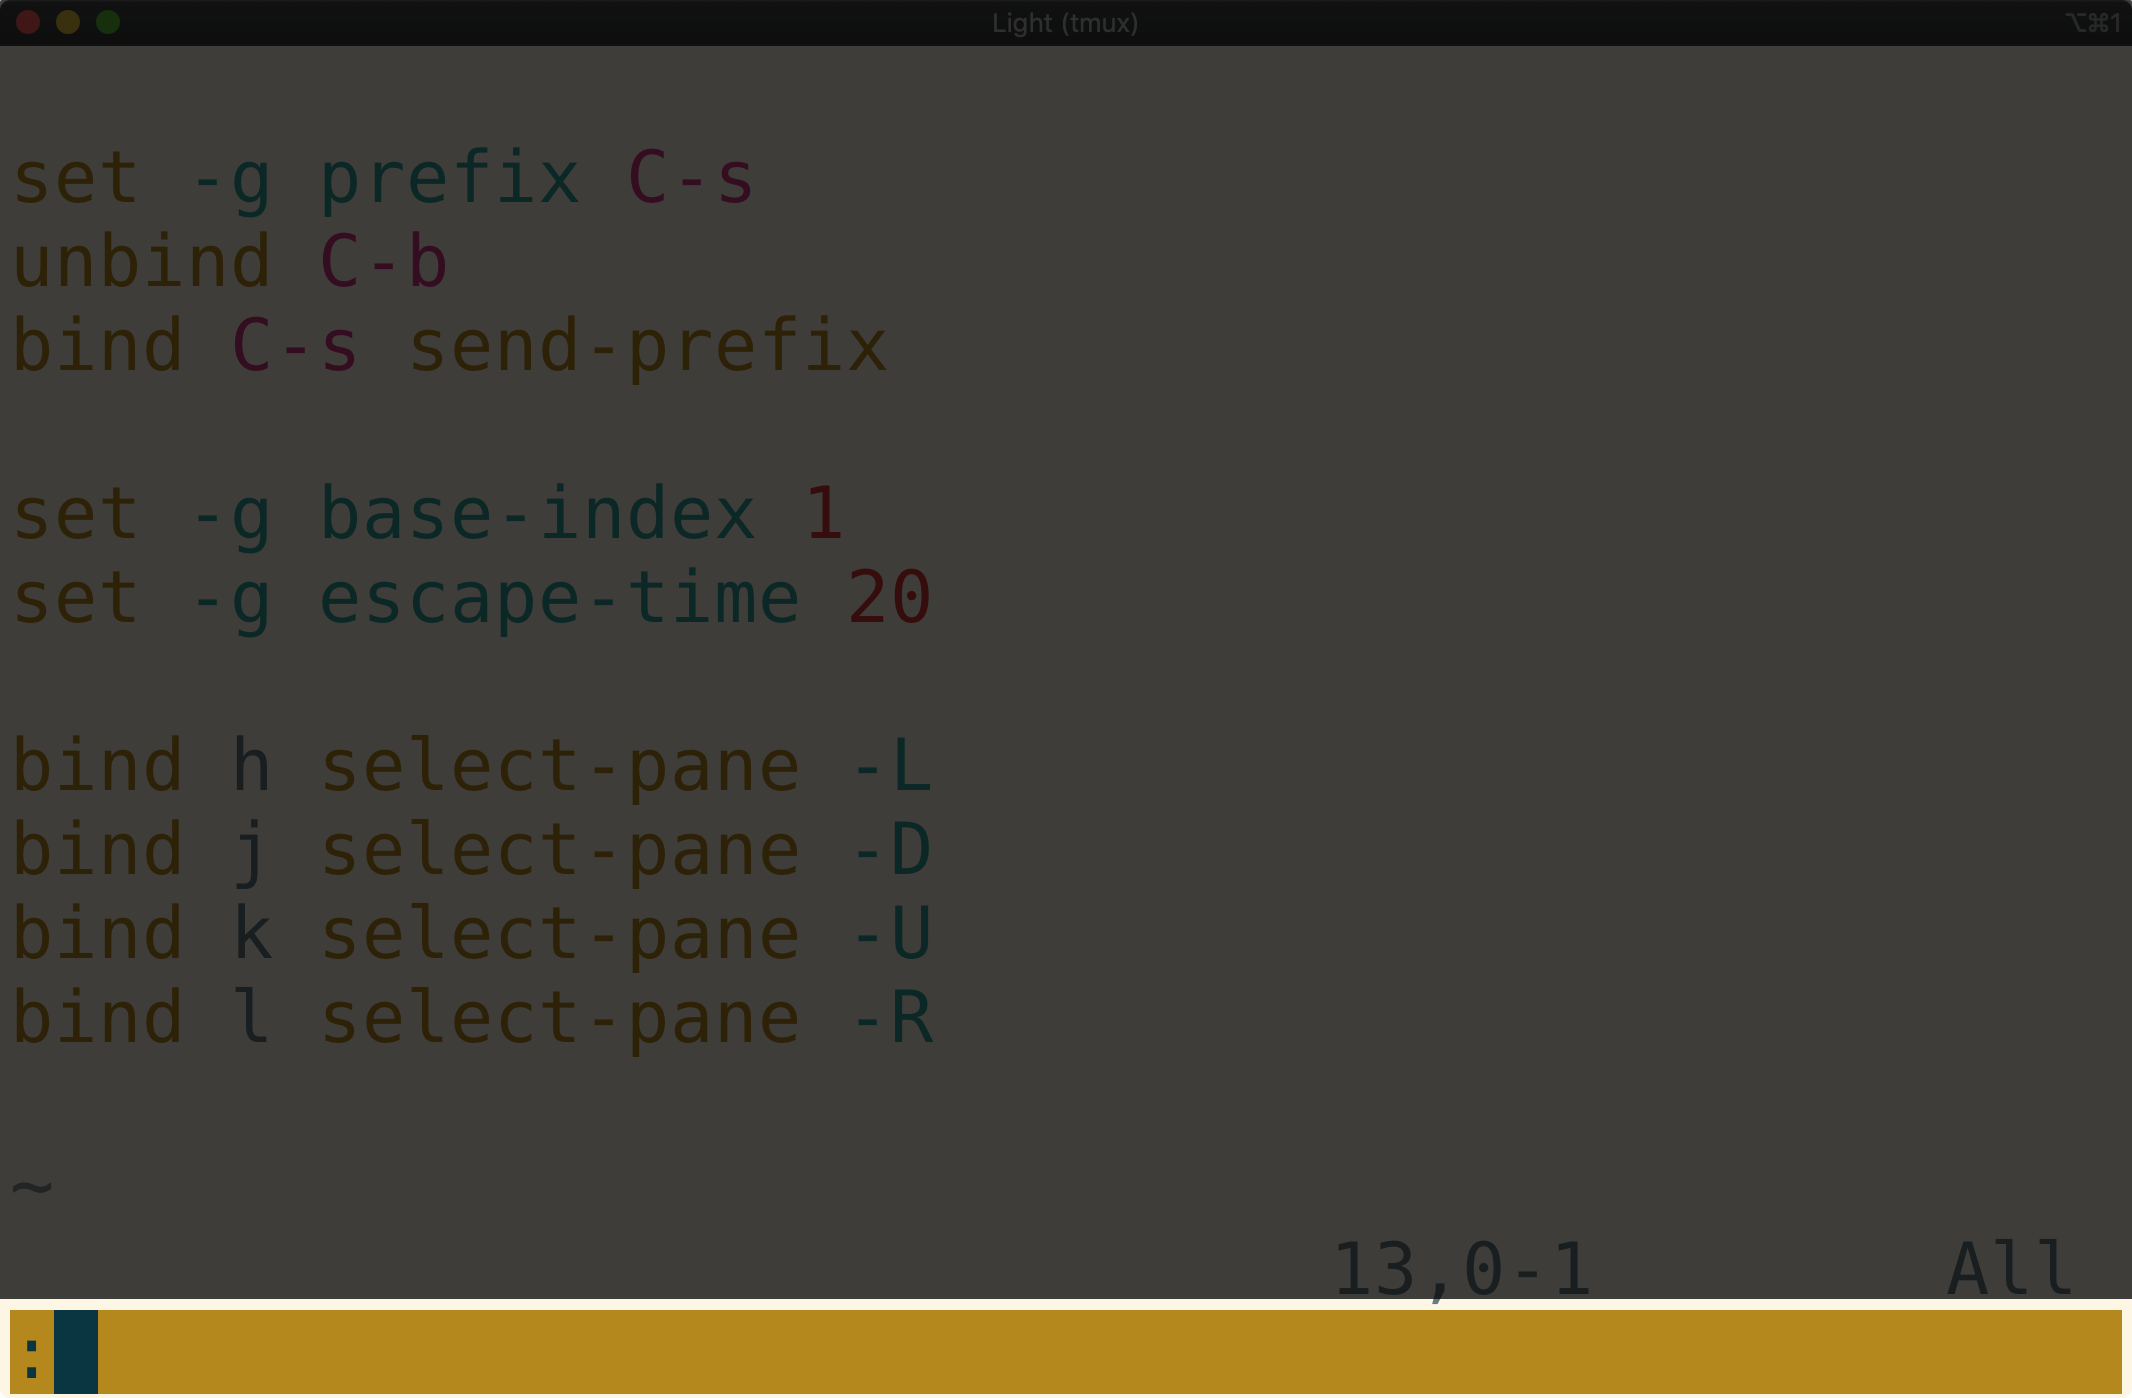 Light (tmux) ⌥⌘1
set -g prefix C-s
unbind C-b
bind C-s send-prefix
set -g base-index 1
set -g escape-time 20
bind h select-pane -L
bind j select-pane -D
bind k select-pane -U
bind l select-pane -R
~
13,0-1 All
: